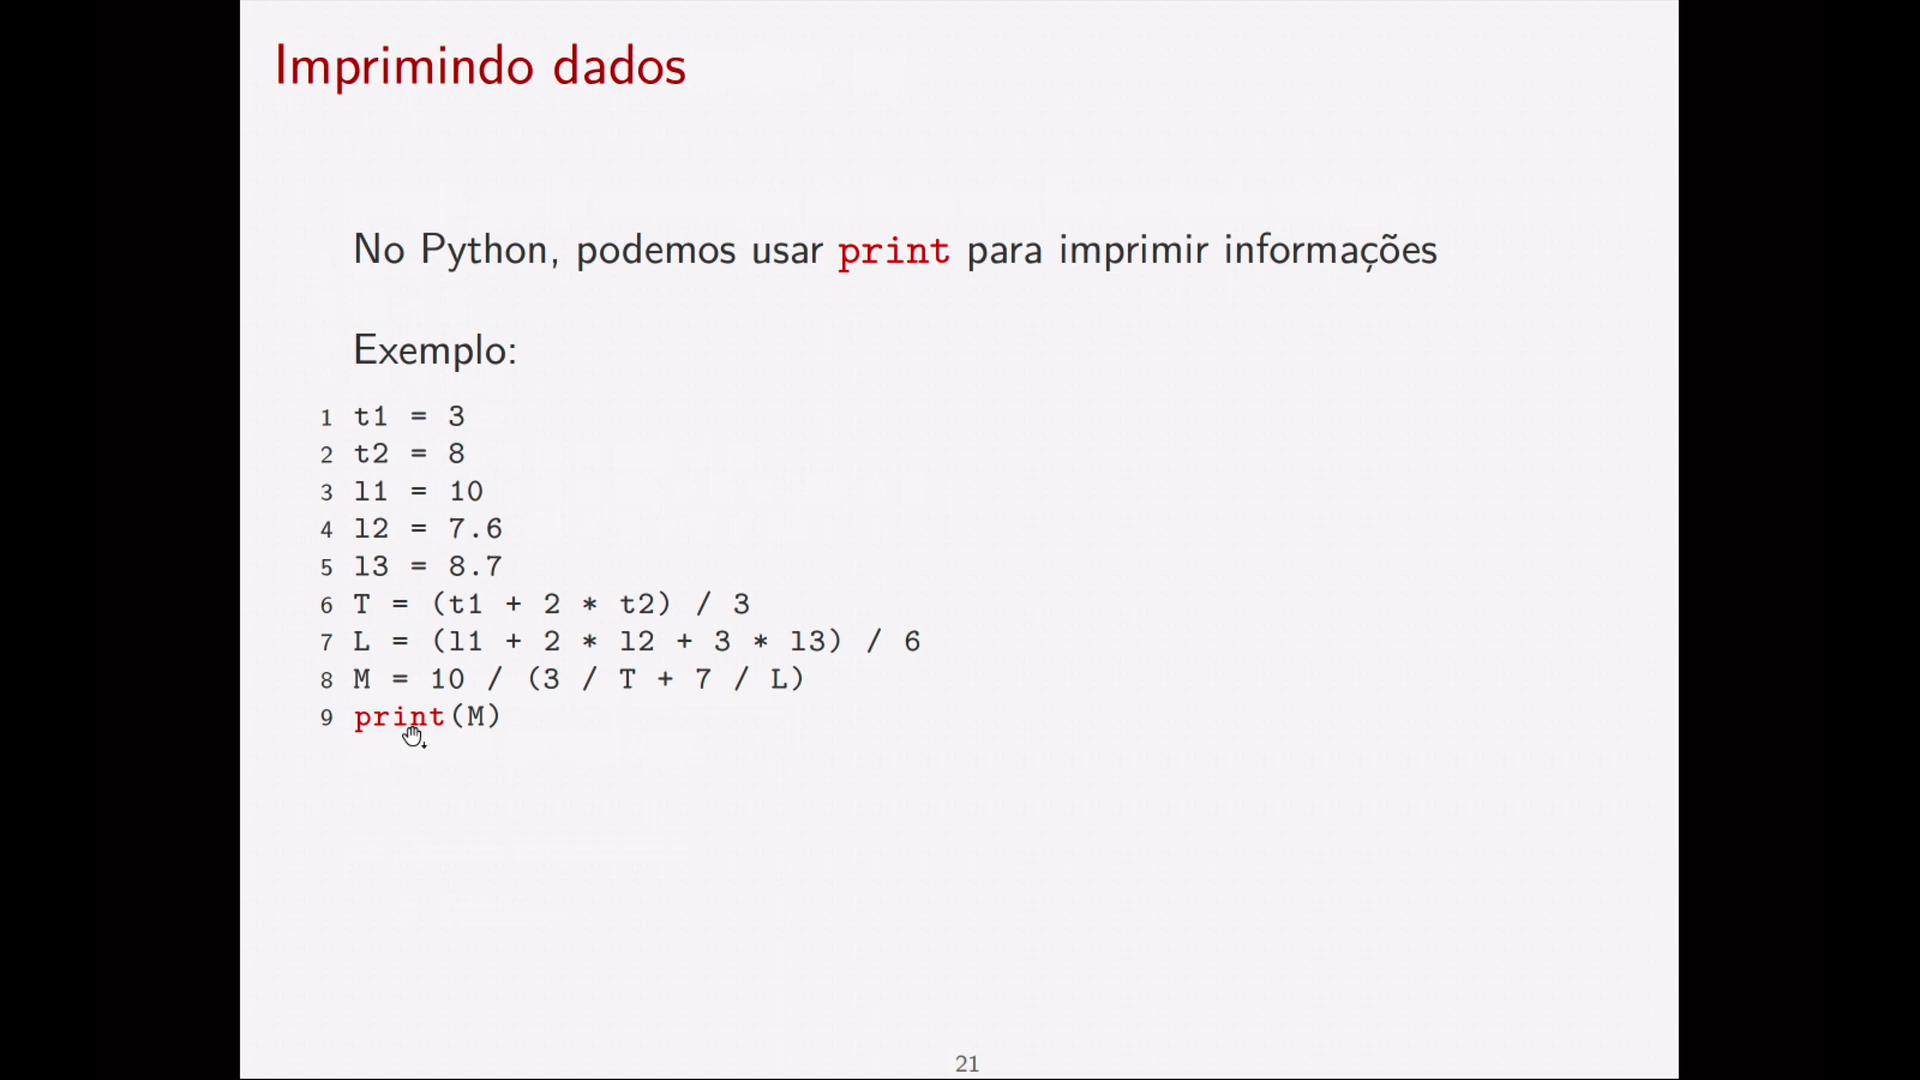 Imprimindo dados
No Python, podemos usar print para imprimir informações
Exemplo:
1 t1 = 3
2 t2 = 8
3 l1 = 10
4 l2 = 7.6
5 l3 = 8.7
6 T = (t1 + 2 * t2) / 3
7 L = (l1 + 2 * l2 + 3 * l3) / 6
8 M = 10 / (3 / T + 7 / L)
9 print(M)
21